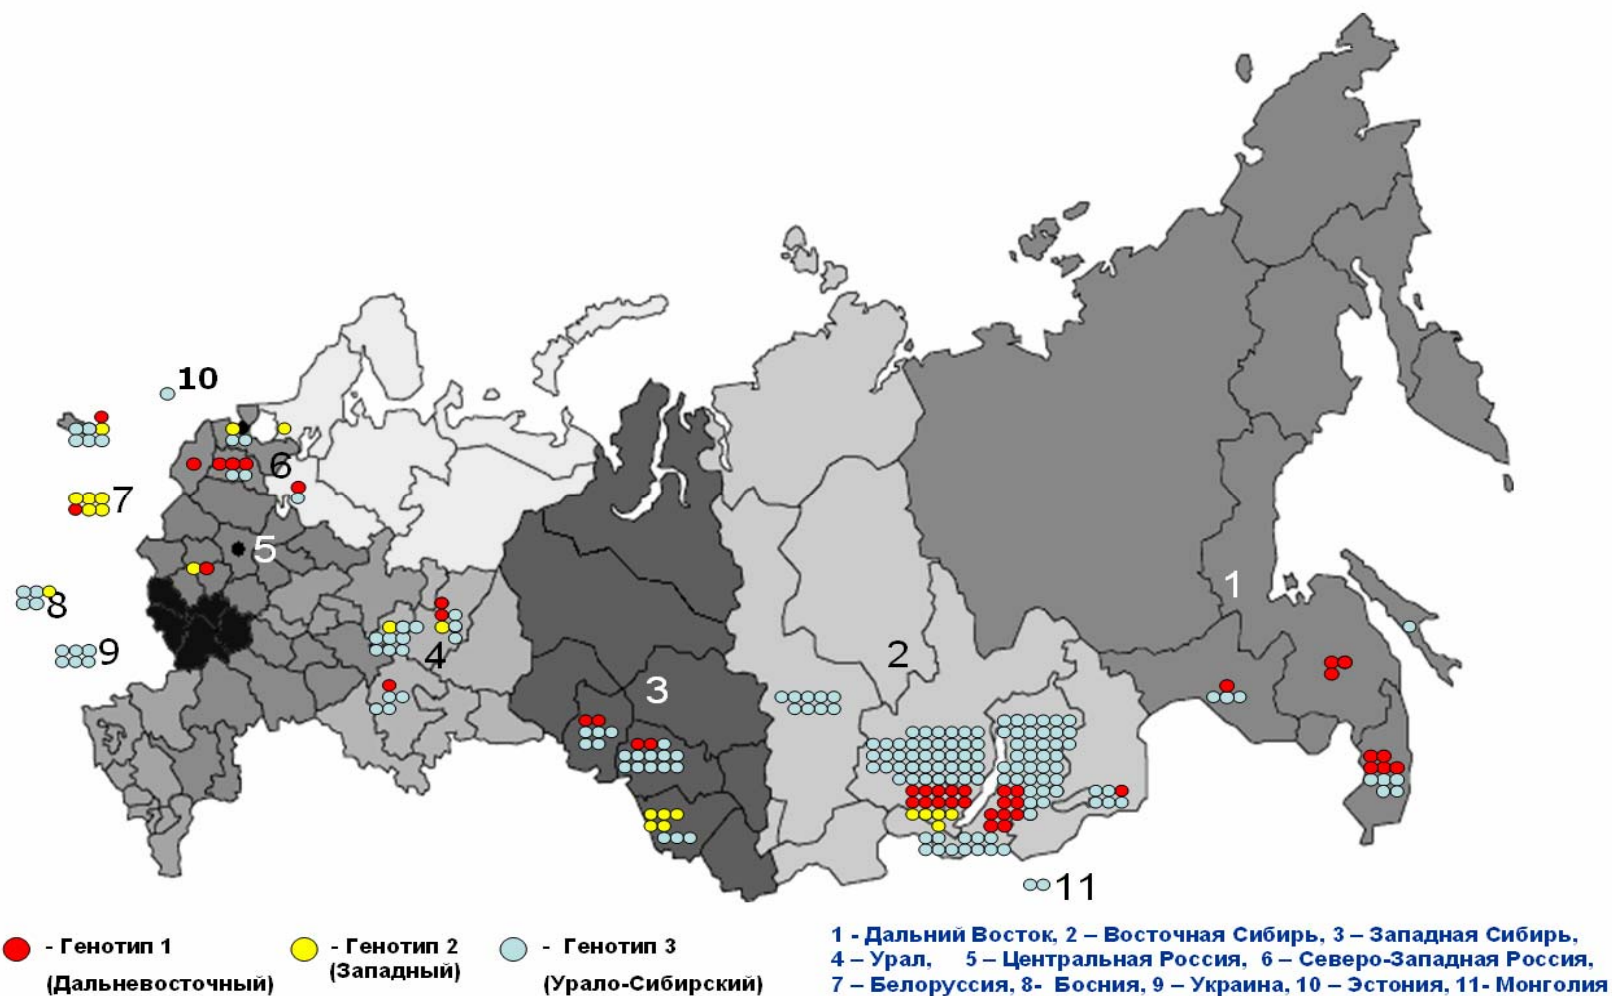 10
6
7
5
8
9
4
3
2
1
11
- Генотип 1
(Дальневосточный)
- Генотип 2
(Западный)
- Генотип 3
(Урало-Сибирский)
1 - Дальний Восток, 2 – Восточная Сибирь, 3 – Западная Сибирь,
4 – Урал, 5 – Центральная Россия, 6 – Северо-Западная Россия,
7 – Белоруссия, 8- Босния, 9 – Украина, 10 – Эстония, 11- Монголия